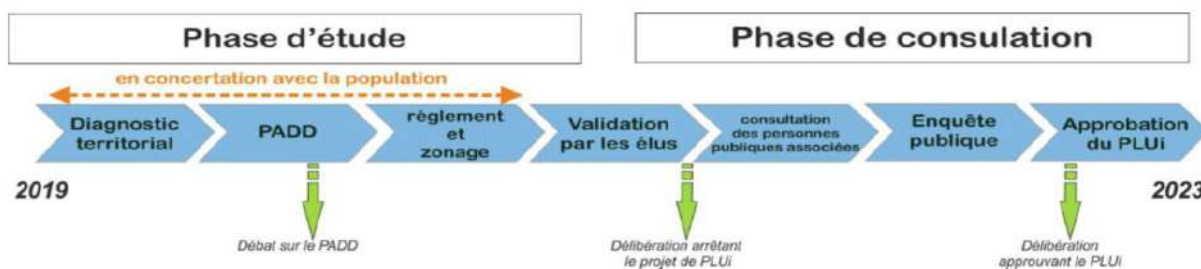 Phase d'étude
Phase de consulation
en concertation avec la population
Diagnostic
territorial
PADD
règlement
et
zonage
Validation
par les élus
consultation
des personnes
publiques associées
Enquête
publique
Approbation
du PLUi
2019
2023
Débat sur le PADD
Délibération arrêtant
le projet de PLUi
Délibération
approuvant le PLUi